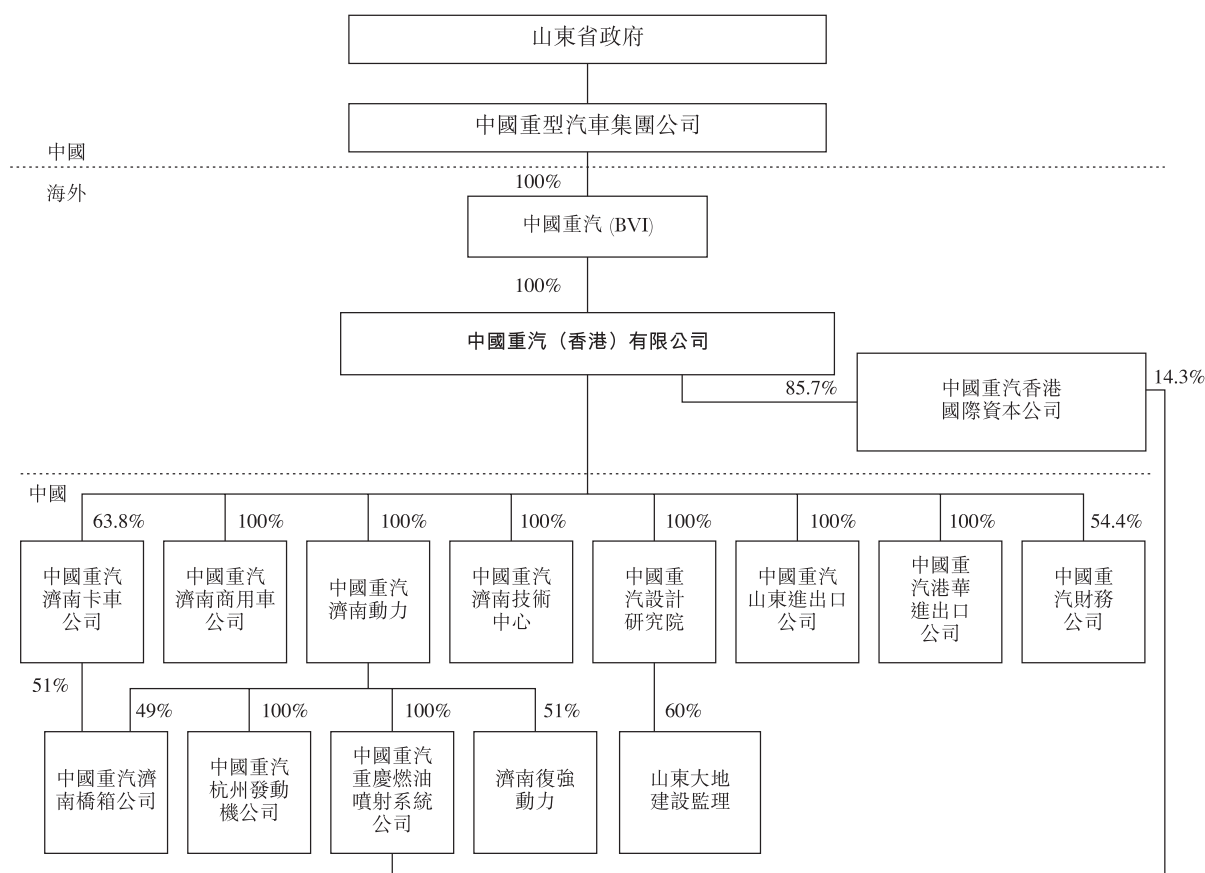 山東省政府
中國重型汽車集團公司
中國
海外
100%
中國重汽 (BVI)
100%
中國重汽（香港）有限公司
85.7%
中國重汽香港
國際資本公司
14.3%
中國
63.8%
100%
100%
100%
100%
100%
100%
54.4%
中國重汽
濟南卡車
公司
中國重汽
濟南商用車
公司
中國重汽
濟南動力
中國重汽
濟南技術
中心
中國重
汽設計
研究院
中國重汽
山東進出口
公司
中國重
汽港華
進出口
公司
中國重
汽財務
公司
51%
49%
100%
100%
51%
60%
中國重汽濟
南橋箱公司
中國重汽
杭州發動
機公司
中國重汽
重慶燃油
噴射系統
公司
濟南復強
動力
山東大地
建設監理